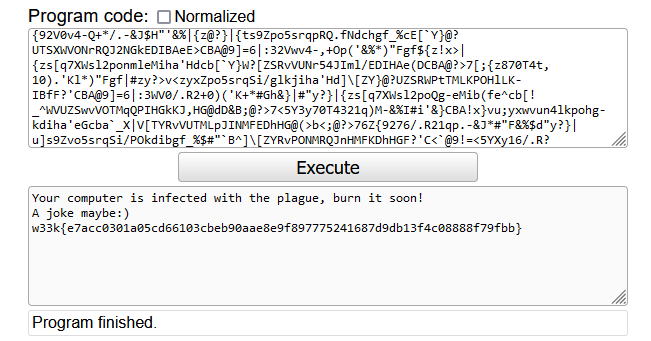 Program code: Normalized
{92V0v4-Q+*/.-&J$H"'&%|{z@?}|{ts9Zpo5srqpRQ.fNdchgf_%cE[`Y}@?
UTSXWVONrRQJ2NGkEDIBAeE>CBA@9]=6|:32Vwv4-,+Op('&%*)"Fgf${z!x>|
{zs[q7XWsl2ponmleMiha'Hdcb[`Y}W?[ZSRvVUNr54JIml/EDIHAe(DCBA@?>7[;{z870T4t,
10).'Kl*)"Fgf|#zy?>v<zyxZpo5srqSi/glkjiha'Hd]\[ZY}@?UZSRWPtTMLKPOHlLK-
IBfF?'CBA@9]=6|:3WV0/.R2+0)('K+*#Gh&}|#"y?}|{zs[q7XWsl2poQg-eMib(fe^cb[!
_^WVUZSwvVOTMqQPIHGkKJ,HG@dD&B;@?>7<5Y3y70T4321q)M-&%I#i'&}CBA!x}vu;yxwvun4lkpohg-
kdiha'eGcba`_X|V[TYRvVUTMLpJINMFEDhHG@(>b<;@?>76Z{9276/.R21qp.-&J*#"F&%$d"y?}|
u]s9Zvo5srqSi/POkdibgf_%$#"`B^]\[ZYRvPONMRQJnHMFKDhHGF?'C<`@9!=<5YXy16/.R?
Execute
Your computer is infected with the plague, burn it soon!
A joke maybe:)
w33k{e7acc0301a05cd66103cbeb90aae8e9f897775241687d9db13f4c08888f79fbb}
Program finished.